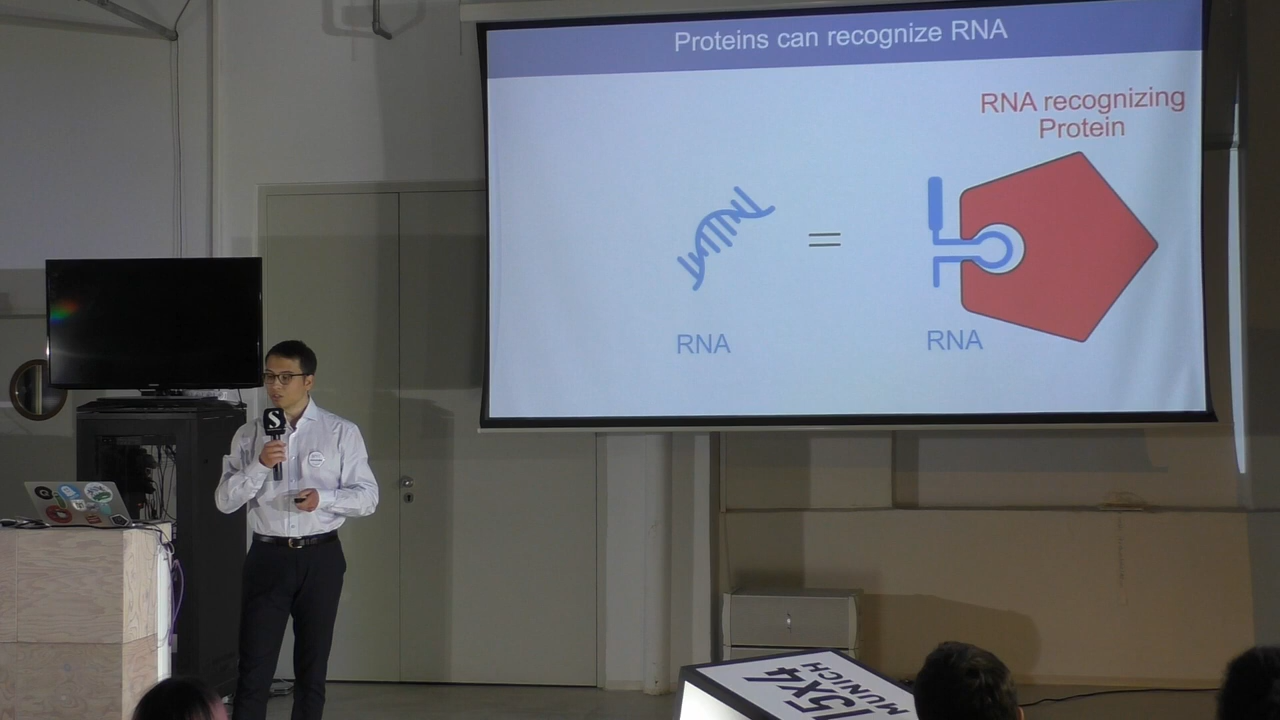 Proteins can recognize RNA
RNA recognizing
Protein
=
RNA
RNA
S
15X4
MUNICH